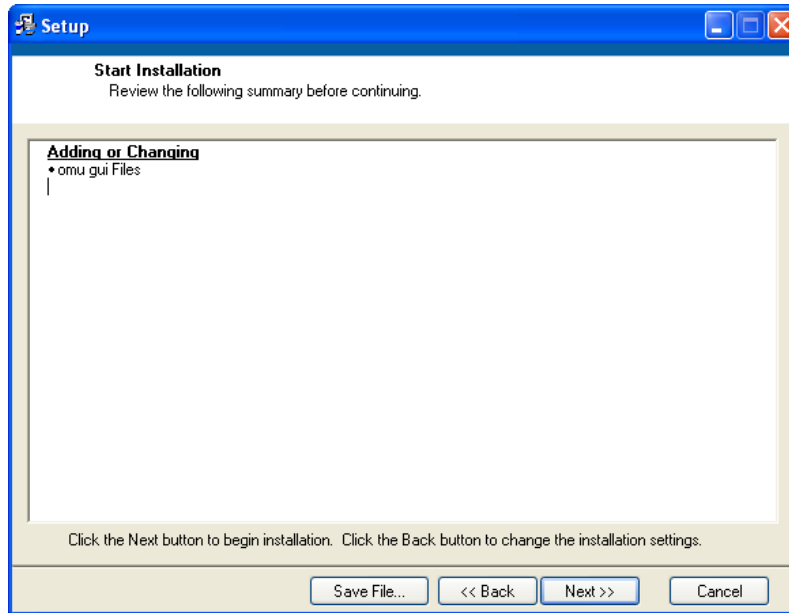 Setup
Start Installation
Review the following summary before continuing.
Adding or Changing
• omu gui Files
Click the Next button to begin installation. Click the Back button to change the installation settings.
Save File... << Back Next >> Cancel